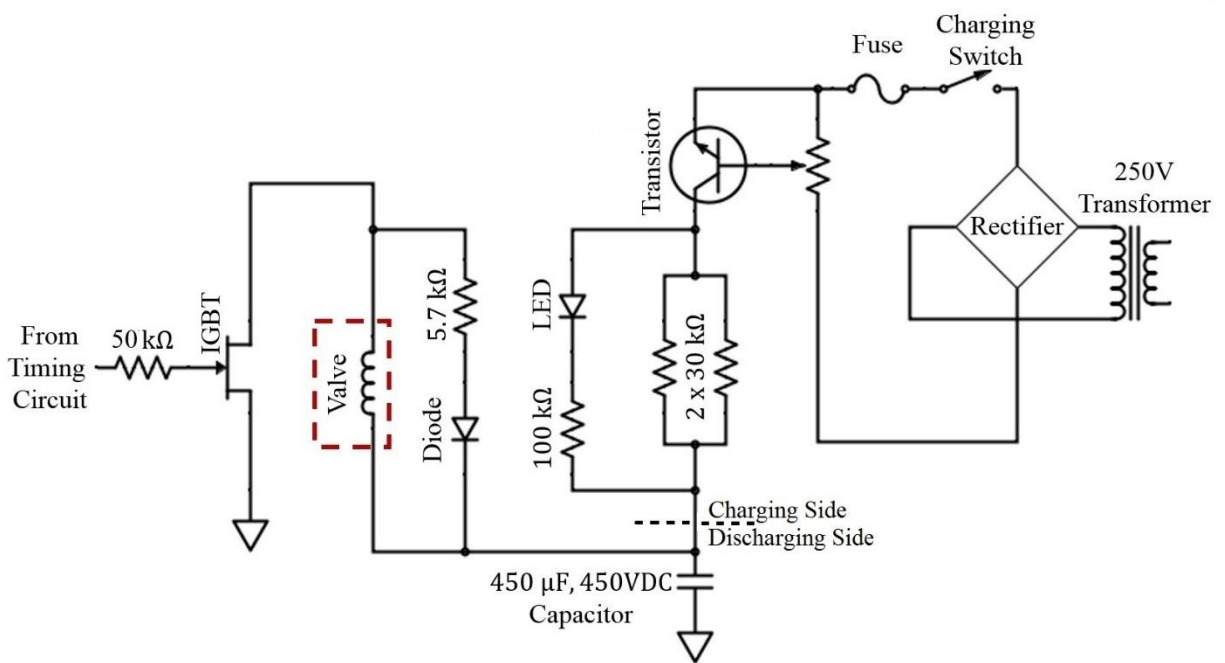 Charging
Switch
Fuse
Transistor
250V
Transformer
Rectifier
From
Timing
Circuit
50 kΩ
IGBT
Valve
5.7 kΩ
Diode
LED
100 kΩ
2 x 30 kΩ
Charging Side
Discharging Side
450 μF, 450VDC
Capacitor